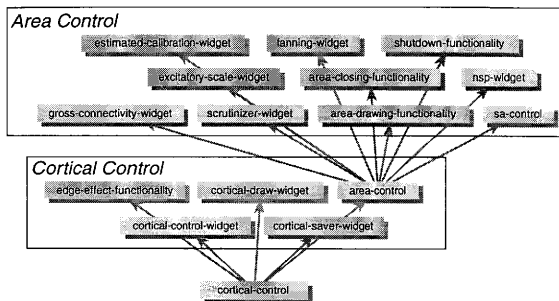 Area Control
estimated-calibration-widget fanning-widget shutdown-functionality
excitatory-scale-widget area-closing-functionality nsp-widget
gross-connectivity-widget scrutinizer-widget area-drawing-functionality sa-control
Cortical Control
edge-effect-functionality cortical-draw-widget area-control
cortical-control-widget cortical-saver-widget
cortical-control